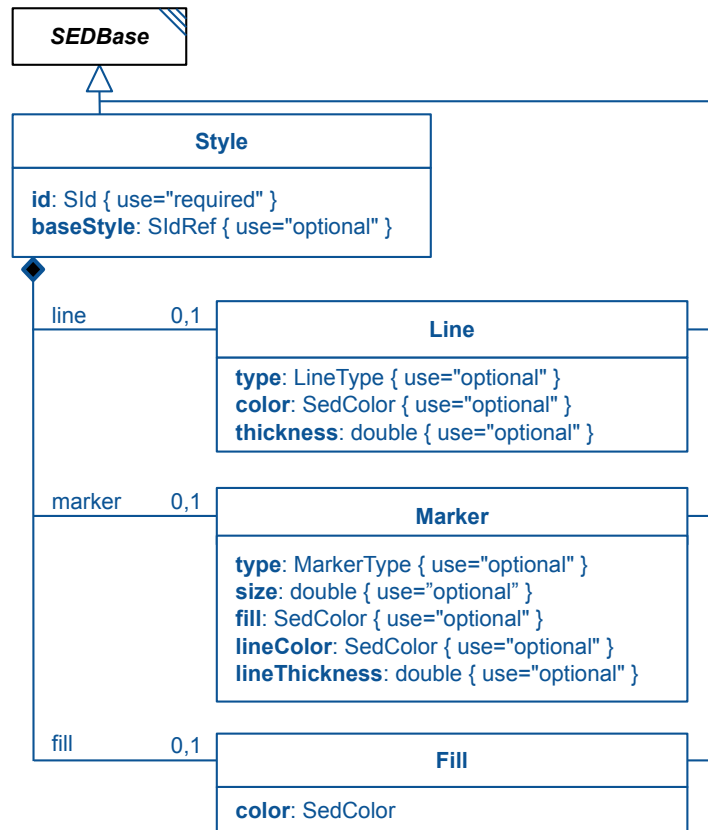 SEDBase
Style
id: SId { use="required" }
baseStyle: SIdRef { use="optional" }
line 0,1
Line
type: LineType { use="optional" }
color: SedColor { use="optional" }
thickness: double { use="optional" }
marker 0,1
Marker
type: MarkerType { use="optional" }
size: double { use=”optional” }
fill: SedColor { use="optional" }
lineColor: SedColor { use="optional" }
lineThickness: double { use="optional" }
fill 0,1
Fill
color: SedColor